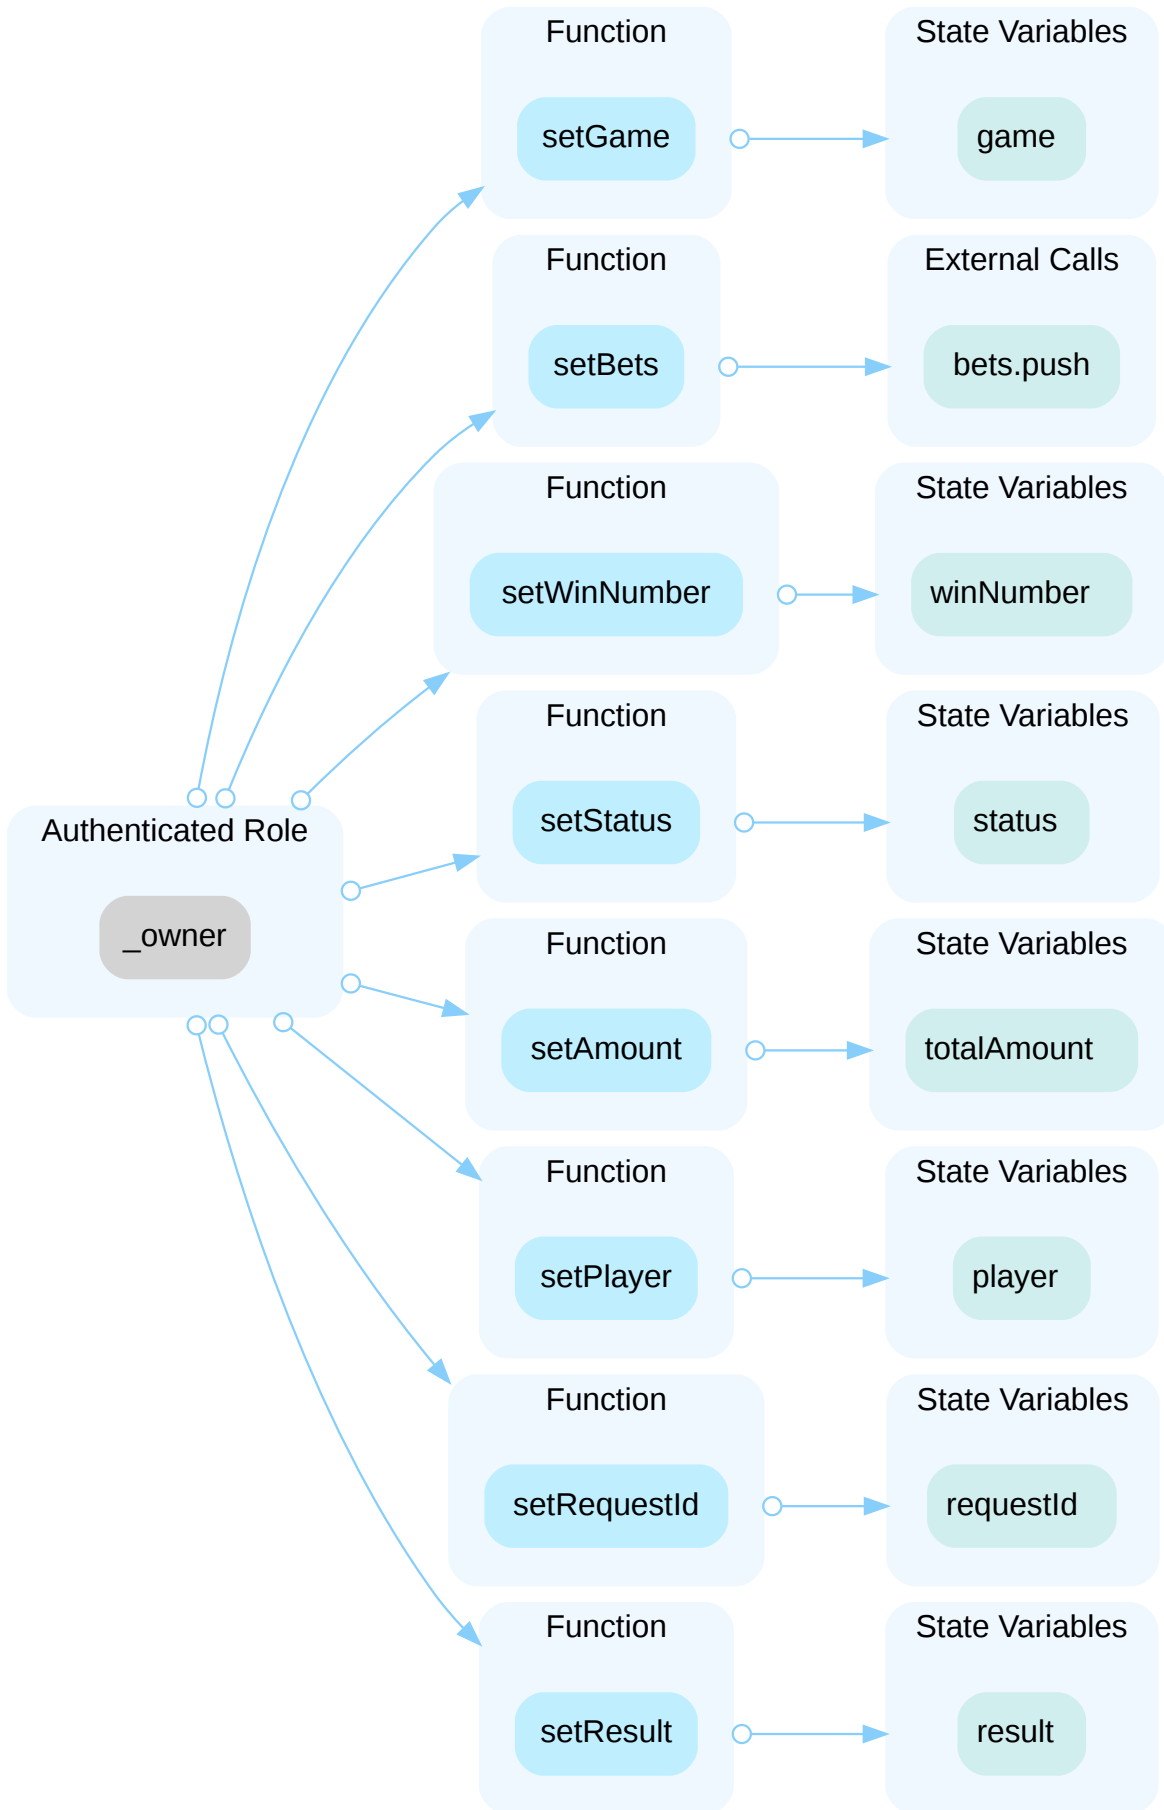 Function
State Variables
setGame
game
Function
External Calls
setBets
bets.push
Function
State Variables
setWinNumber
winNumber
Function
State Variables
setStatus
status
Authenticated Role
_owner
Function
State Variables
setAmount
totalAmount
Function
State Variables
setPlayer
player
Function
State Variables
setRequestId
requestId
Function
State Variables
setResult
result